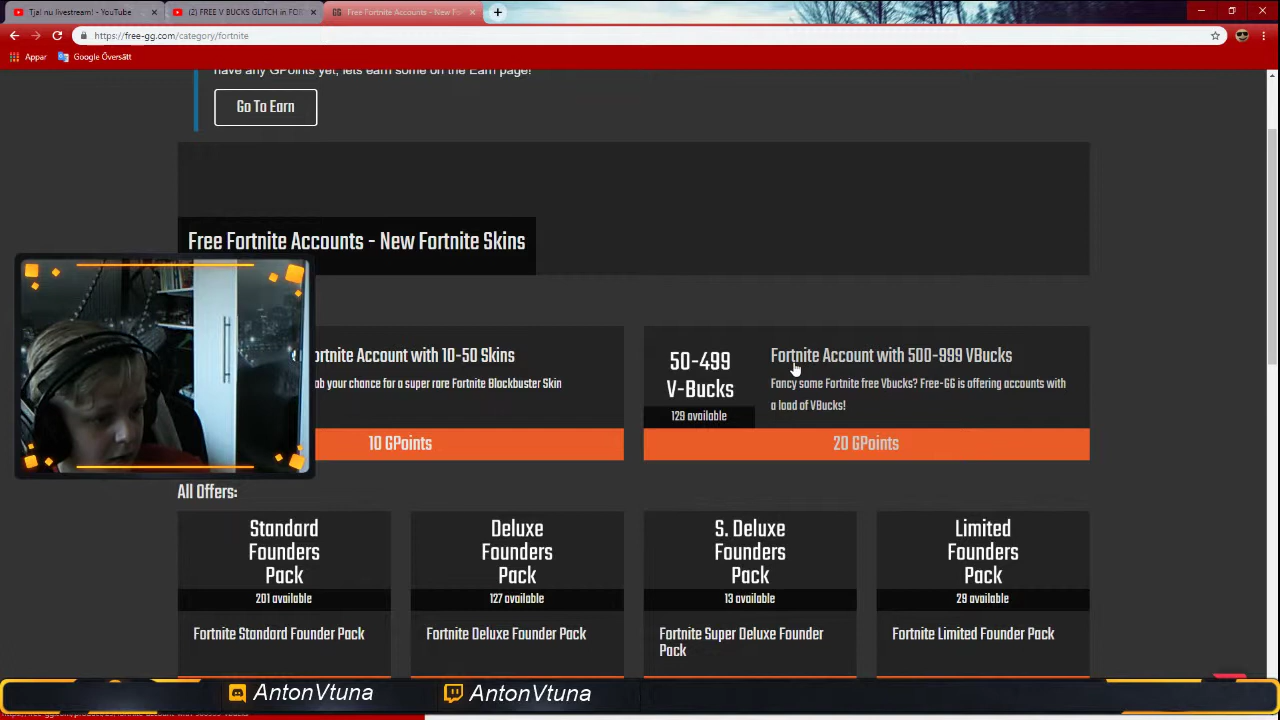 Tjal nu livestream! - YouTube
(2) FREE V BUCKS GLITCH in FOR
Free Fortnite Accounts - New Fo
https://free-gg.com/category/fortnite
Appar
Google Översätt
have any GPoints yet, lets earn some on the Earn page!
Go To Earn
Free Fortnite Accounts - New Fortnite Skins
ortnite Account with 10-50 Skins
ab your chance for a super rare Fortnite Blockbuster Skin
10 GPoints
50-499
V-Bucks
129 available
Fortnite Account with 500-999 VBucks
Fancy some Fortnite free Vbucks? Free-GG is offering accounts with
a load of VBucks!
20 GPoints
All Offers:
Standard
Founders
Pack
201 available
Fortnite Standard Founder Pack
Deluxe
Founders
Pack
127 available
Fortnite Deluxe Founder Pack
S. Deluxe
Founders
Pack
13 available
Fortnite Super Deluxe Founder
Pack
Limited
Founders
Pack
29 available
Fortnite Limited Founder Pack
AntonVtuna
AntonVtuna